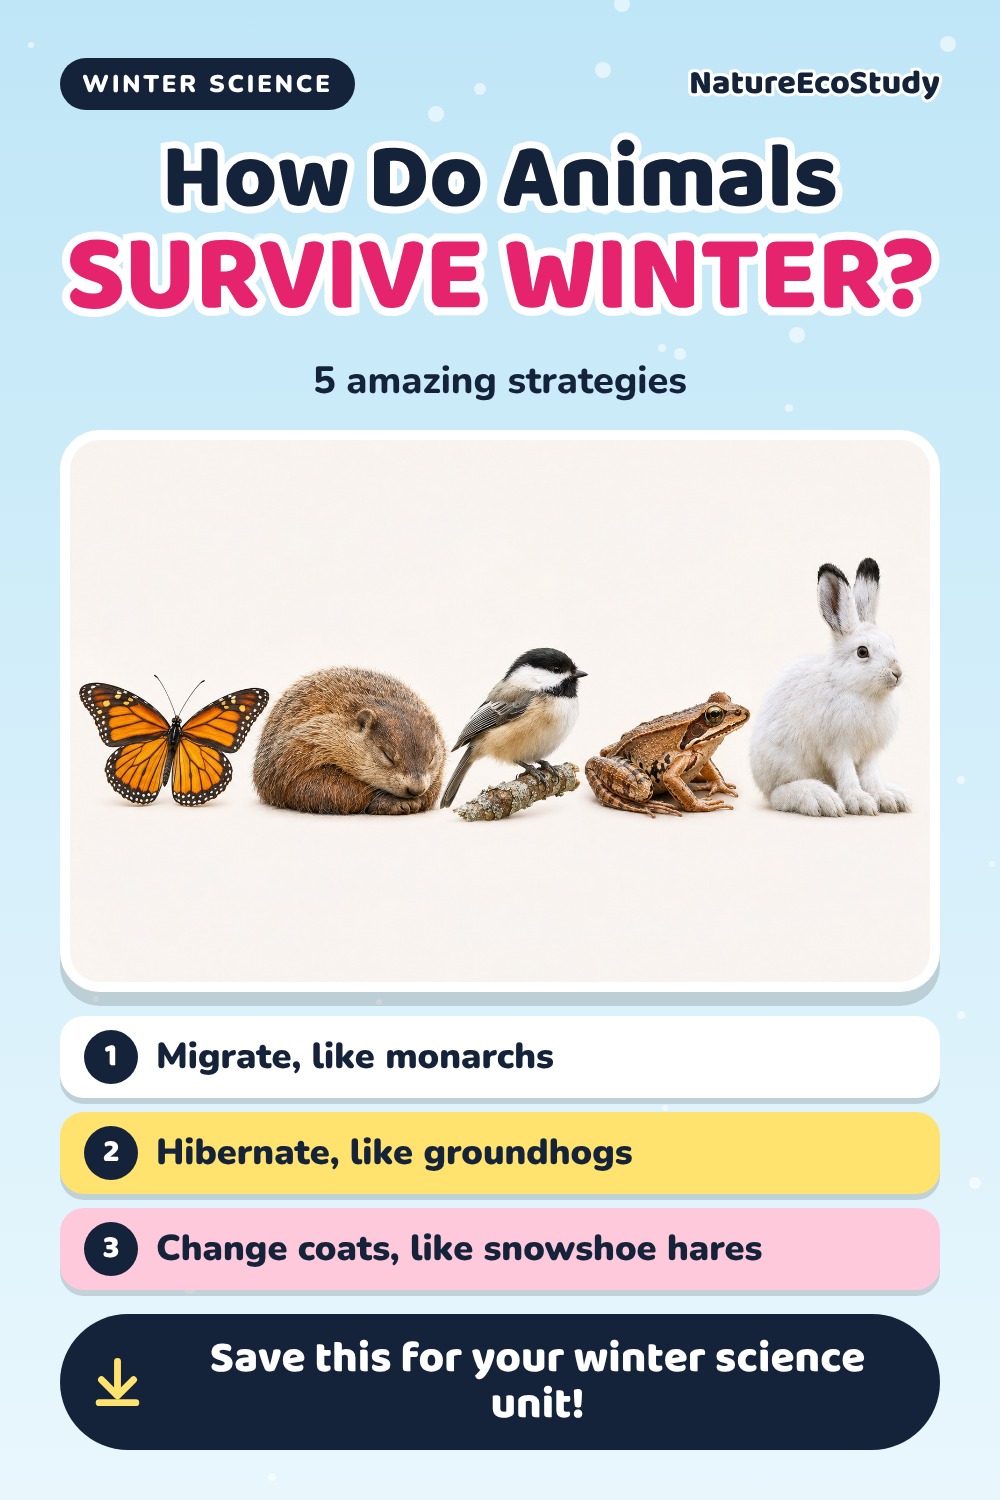 WINTER SCIENCE
NatureEcoStudy
How Do Animals
SURVIVE WINTER?
5 amazing strategies
1 Migrate, like monarchs
2 Hibernate, like groundhogs
3 Change coats, like snowshoe hares
Save this for your winter science
unit!